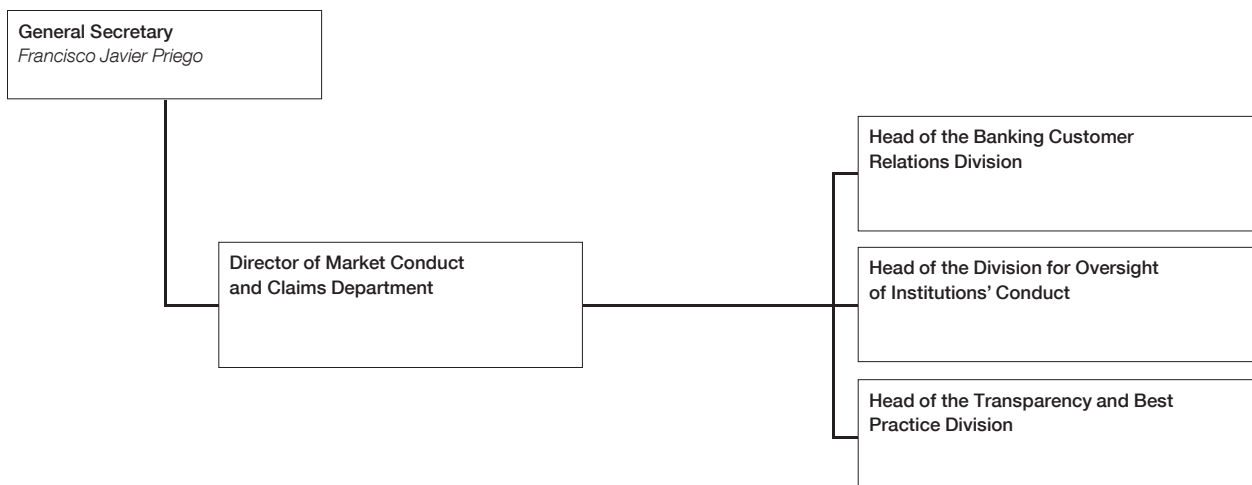 General Secretary
Francisco Javier Priego
Head of the Banking Customer
Relations Division
Director of Market Conduct
and Claims Department
Head of the Division for Oversight
of Institutions’ Conduct
Head of the Transparency and Best
Practice Division